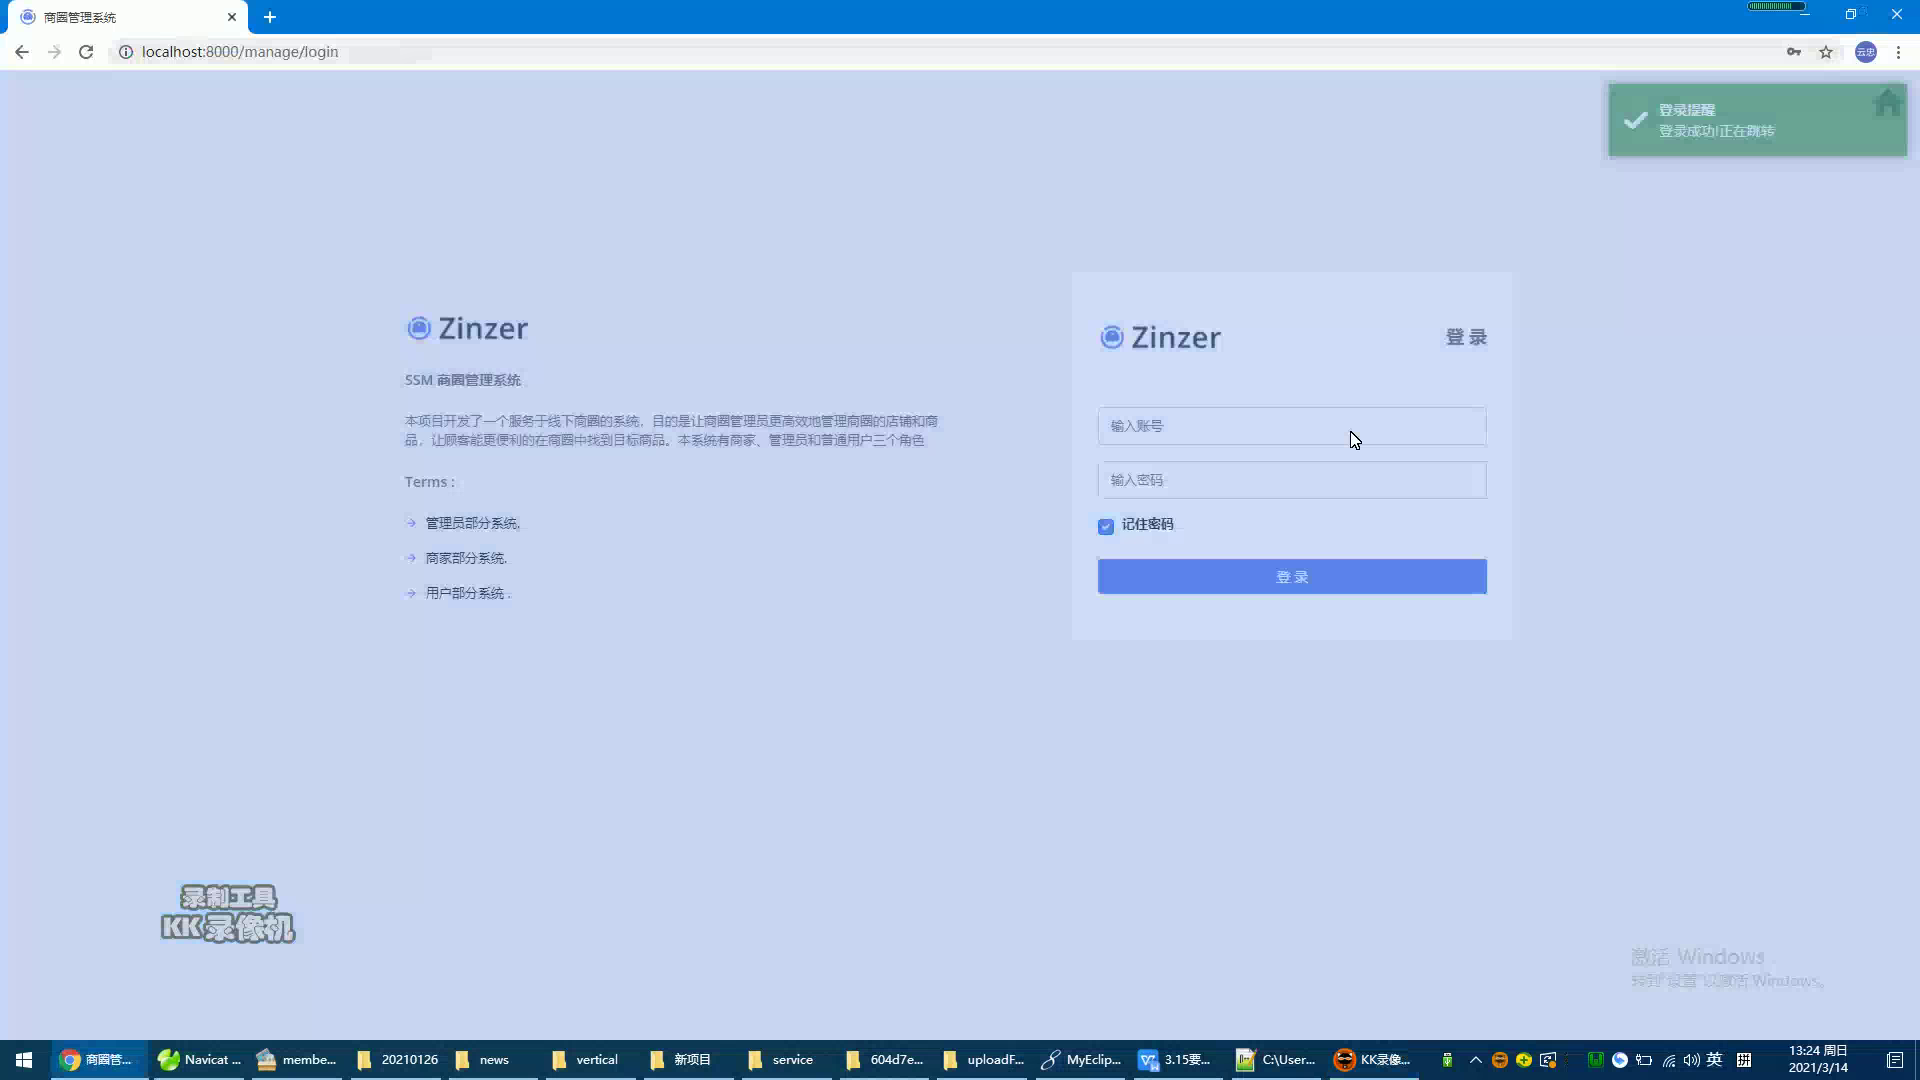 商圈管理系统
localhost:8000/manage/login
云忠
登录提醒
登录成功!正在跳转
Zinzer
SSM 商圈管理系统
本项目开发了一个服务于线下商圈的系统，目的是让商圈管理员更高效地管理商圈的店铺和商
品，让顾客能更便利的在商圈中找到目标商品。本系统有商家、管理员和普通用户三个角色
Terms :
管理员部分系统.
商家部分系统.
用户部分系统 .
Zinzer
登 录
输入账号
输入密码
记住密码
登 录
录制工具
KK 录像机
激活 Windows
转到"设置"以激活 Windows。
商圈管...
Navicat ...
membe...
20210126
news
vertical
新项目
service
604d7e...
uploadF...
MyEclip...
3.15要...
C:\User...
KK录像...
英
拼
13:24 周日
2021/3/14